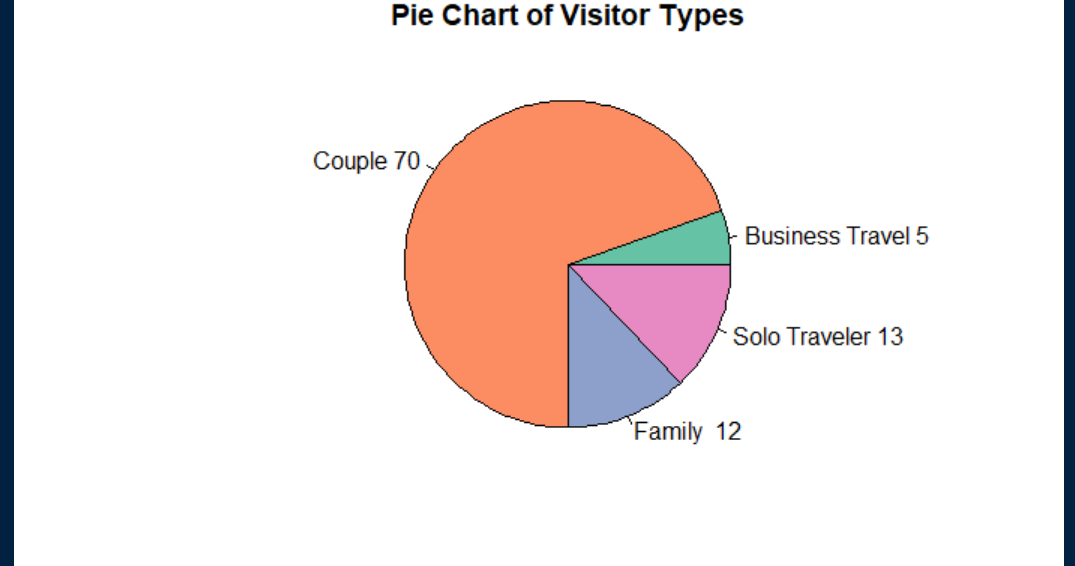 Pie Chart of Visitor Types
Couple 70
Business Travel 5
Solo Traveler 13
Family  12